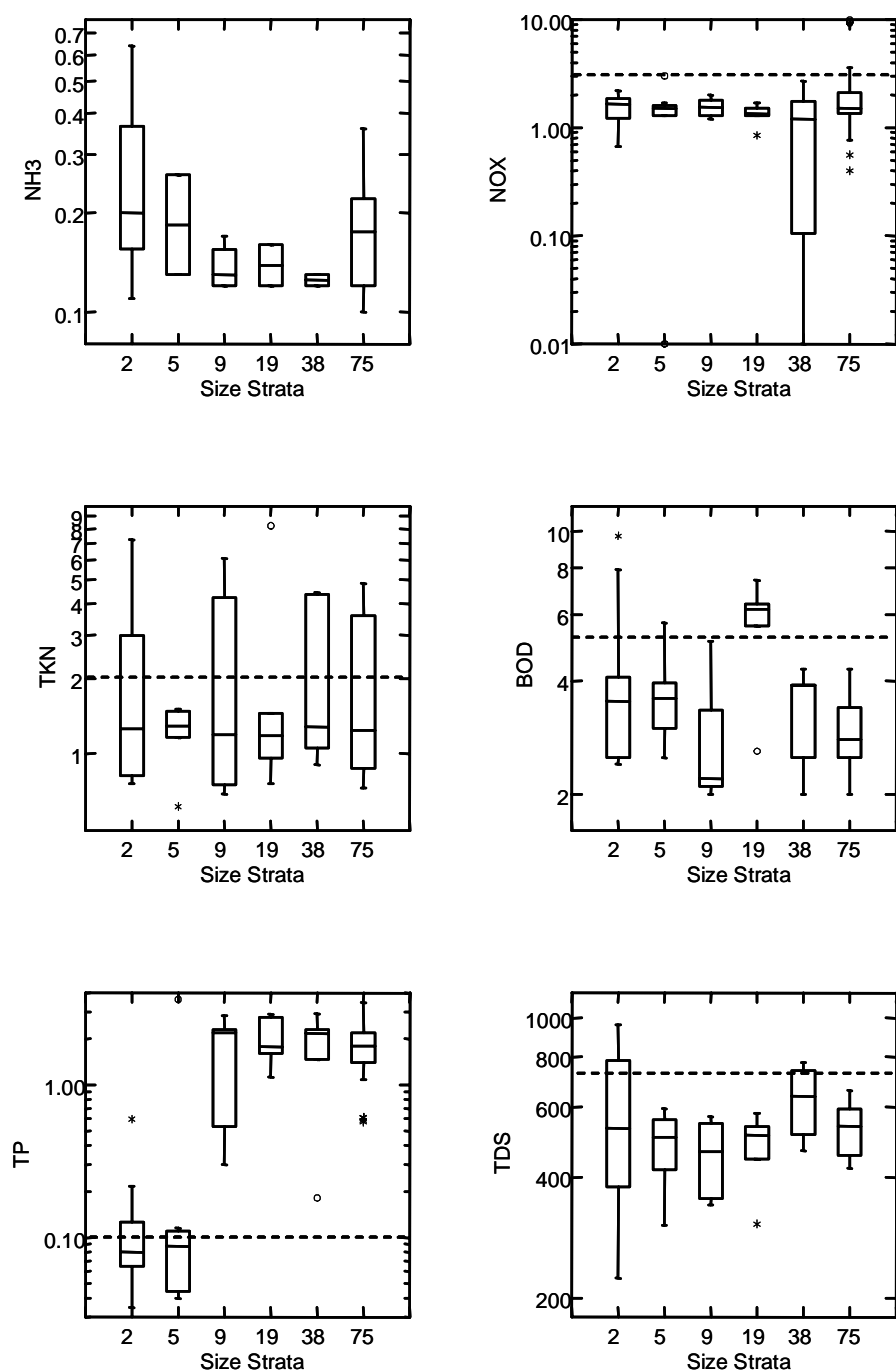 NH3
0.7
0.6
0.5
0.4
0.3
0.2
0.1
2 5 9 19 38 75
Size Strata
NOX
10.00
1.00
0.10
0.01
2 5 9 19 38 75
Size Strata
TKN
9
8
7
6
5
4
3
2
1
2 5 9 19 38 75
Size Strata
BOD
10
8
6
4
2
2 5 9 19 38 75
Size Strata
TP
1.00
0.10
2 5 9 19 38 75
Size Strata
TDS
1000
800
600
400
200
2 5 9 19 38 75
Size Strata